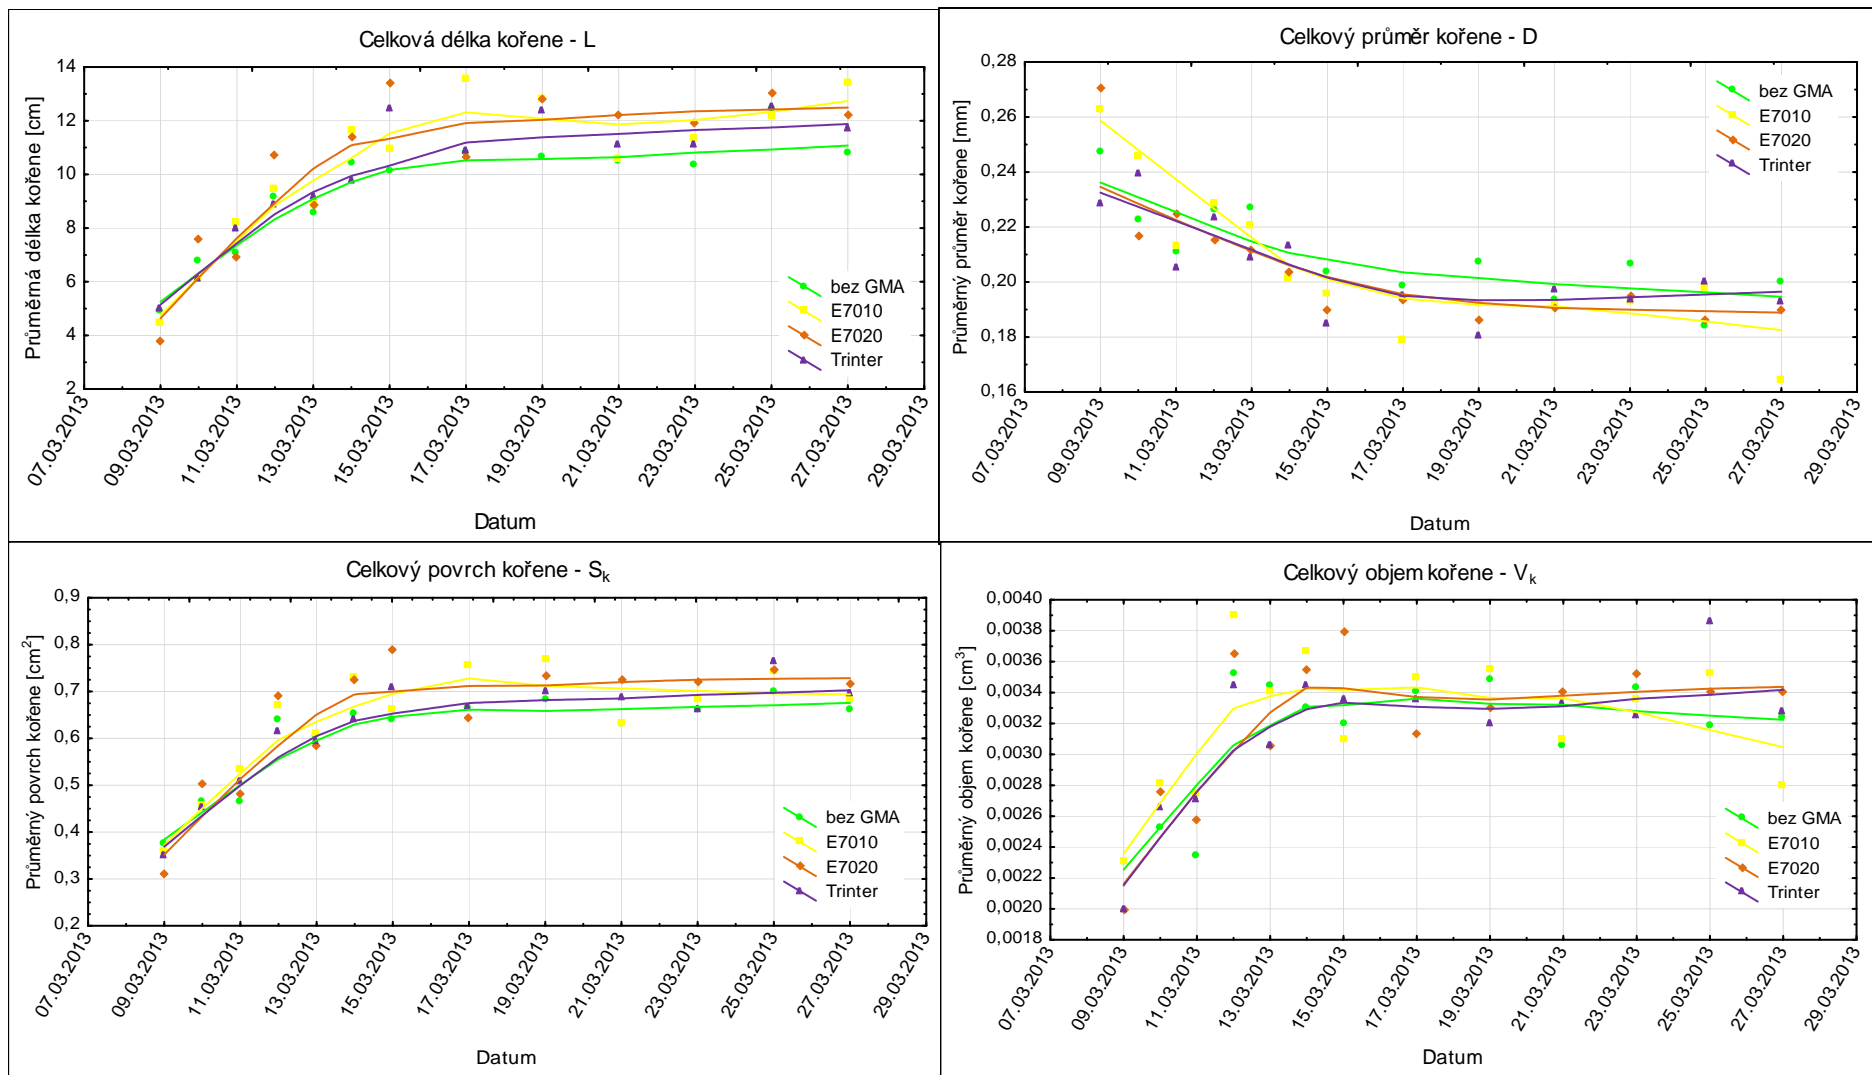 Celková délka kořene - L
Průměrná délka kořene [cm]
14
12
10
8
6
4
2
bez GMA
E7010
E7020
Trinter
07.03.2013
09.03.2013
11.03.2013
13.03.2013
15.03.2013
17.03.2013
19.03.2013
21.03.2013
23.03.2013
25.03.2013
27.03.2013
29.03.2013
Datum
Celkový průměr kořene - D
Průměrný průměr kořene [mm]
0,28
0,26
0,24
0,22
0,20
0,18
0,16
bez GMA
E7010
E7020
Trinter
07.03.2013
09.03.2013
11.03.2013
13.03.2013
15.03.2013
17.03.2013
19.03.2013
21.03.2013
23.03.2013
25.03.2013
27.03.2013
29.03.2013
Datum
Celkový povrch kořene - Sₖ
Průměrný povrch kořene [cm²]
0,9
0,8
0,7
0,6
0,5
0,4
0,3
0,2
bez GMA
E7010
E7020
Trinter
07.03.2013
09.03.2013
11.03.2013
13.03.2013
15.03.2013
17.03.2013
19.03.2013
21.03.2013
23.03.2013
25.03.2013
27.03.2013
29.03.2013
Datum
Celkový objem kořene - Vₖ
Průměrný objem kořene [cm³]
0,0040
0,0038
0,0036
0,0034
0,0032
0,0030
0,0028
0,0026
0,0024
0,0022
0,0020
0,0018
bez GMA
E7010
E7020
Trinter
07.03.2013
09.03.2013
11.03.2013
13.03.2013
15.03.2013
17.03.2013
19.03.2013
21.03.2013
23.03.2013
25.03.2013
27.03.2013
29.03.2013
Datum